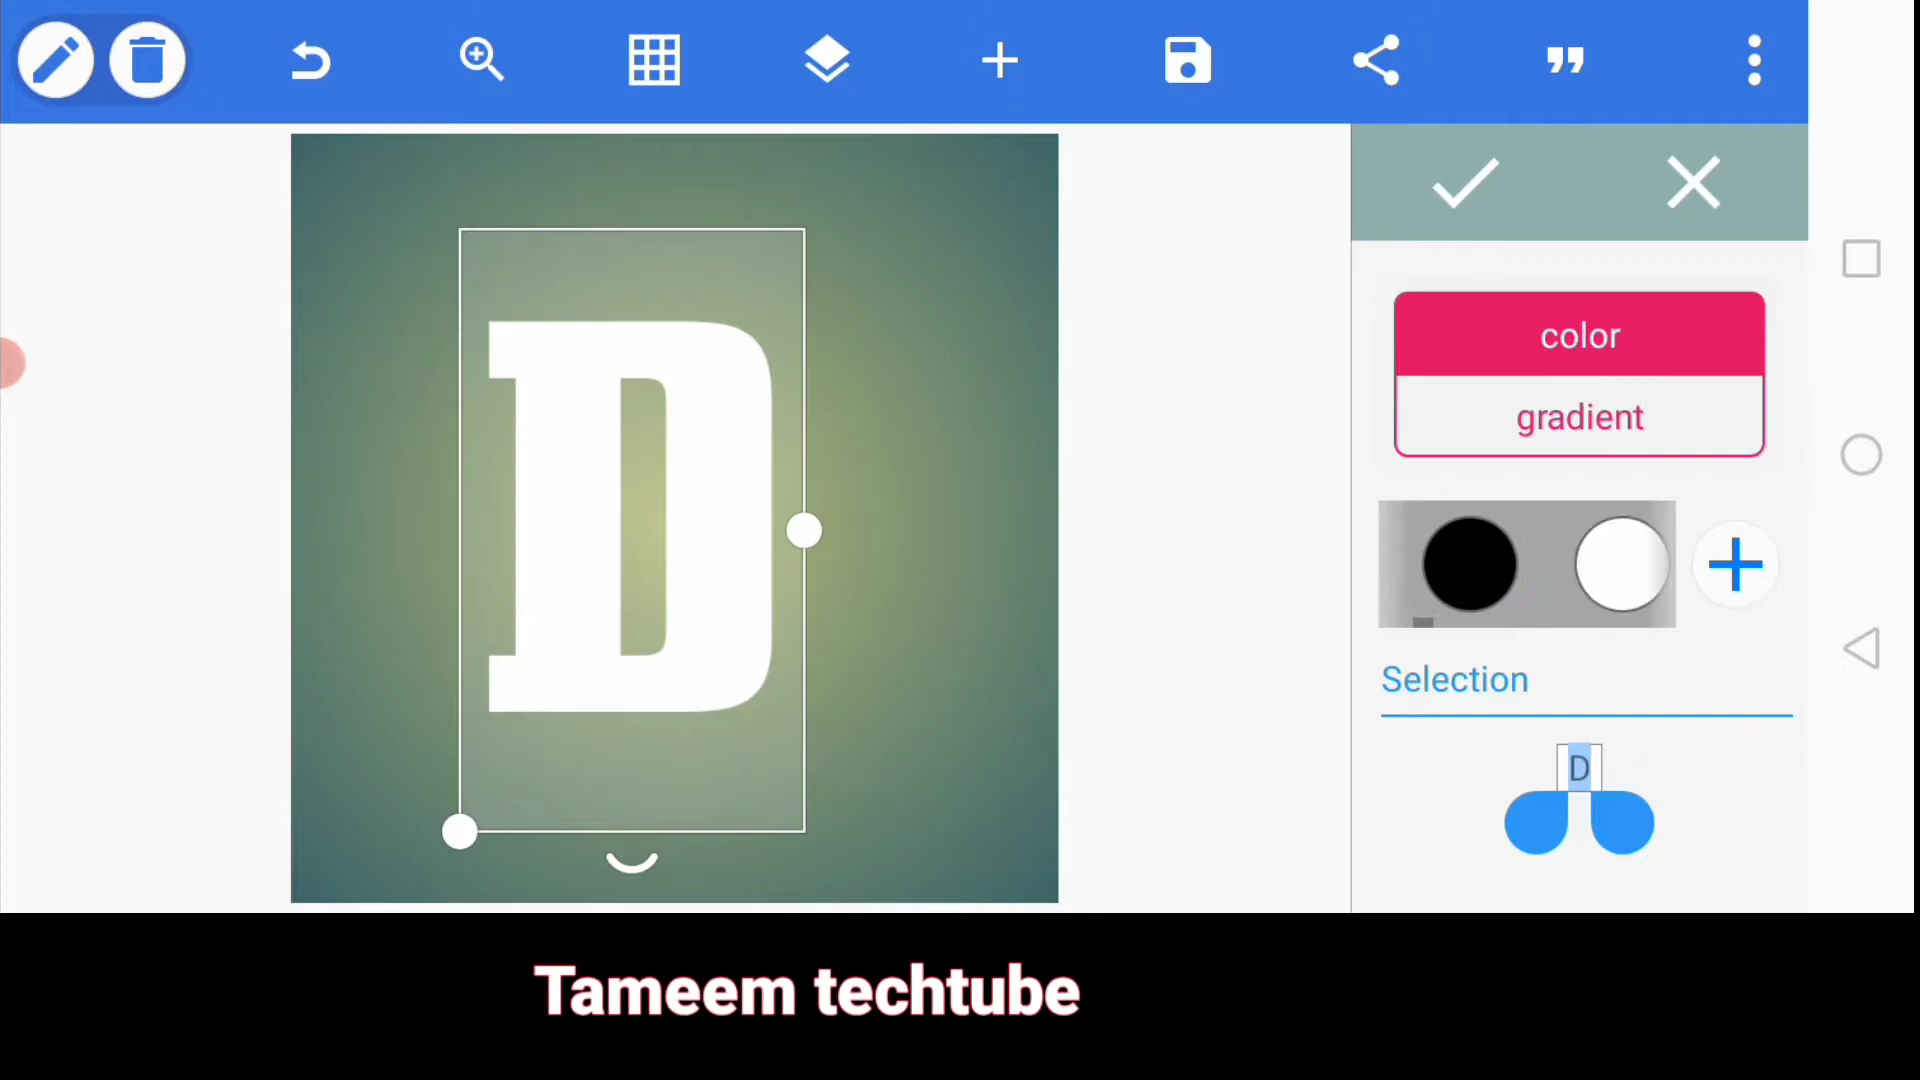 D
color
gradient
Selection
D
Tameem techtube